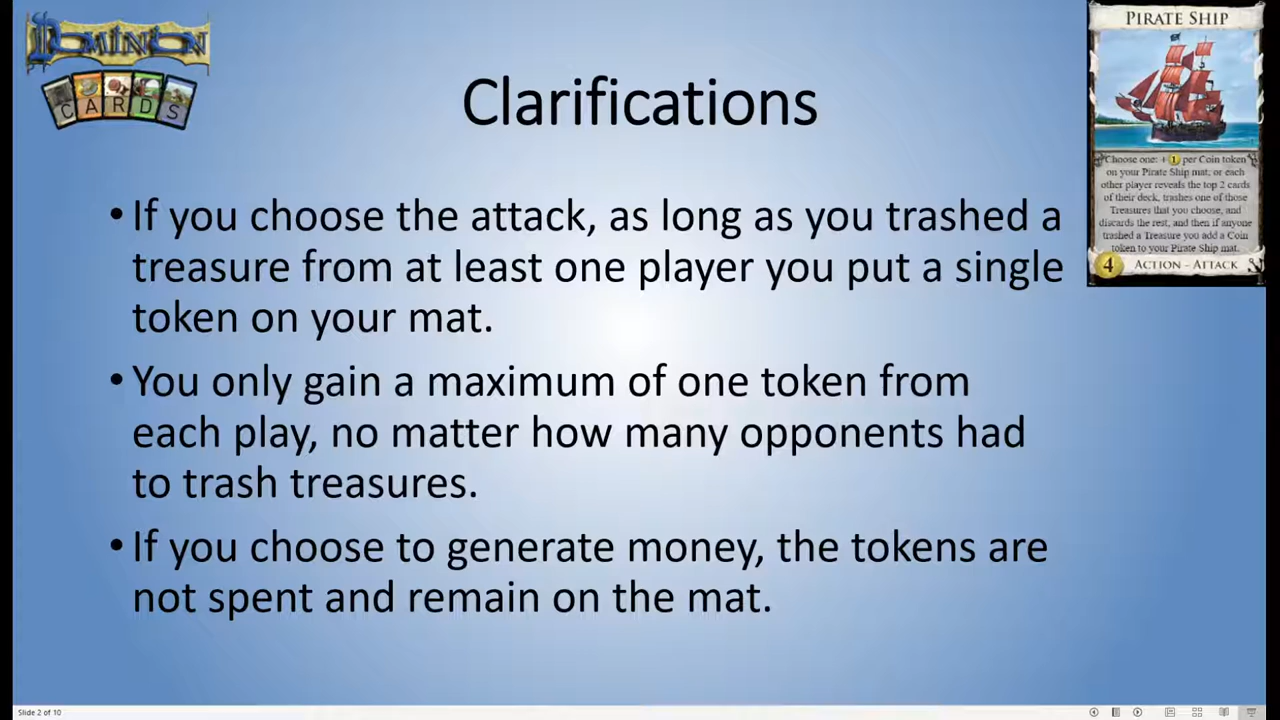 DOMINION
CARDS
PIRATE SHIP
Clarifications
Choose one: + 1 per Coin token
on your Pirate Ship mat; or each
other player reveals the top 2 cards
of their deck, trashes one of those
Treasures that you choose, and
discards the rest, and then if anyone
trashed a Treasure you add a Coin
token to your Pirate Ship mat.
4 ACTION - ATTACK
• If you choose the attack, as long as you trashed a
treasure from at least one player you put a single
token on your mat.
• You only gain a maximum of one token from
each play, no matter how many opponents had
to trash treasures.
• If you choose to generate money, the tokens are
not spent and remain on the mat.
Slide 2 of 10